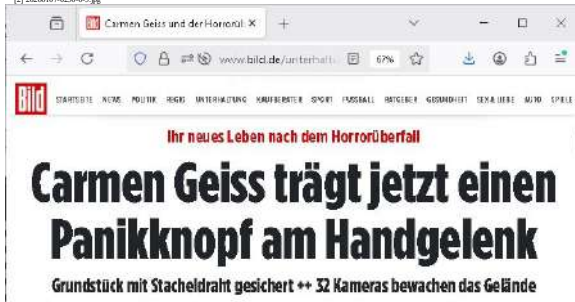 Carmen Geiss und der Horrorül
www.bild.de/unterhalt
67%
Bild
STARTSEITE NEWS POLITIK REGIO UNTERHALTUNG KAUFBERATER SPORT FUSSBALL RATGEBER GESUNDHEIT SEX & LIEBE AUTO SPIELE
Ihr neues Leben nach dem Horrorüberfall
Carmen Geiss trägt jetzt einen
Panikknopf am Handgelenk
Grundstück mit Stacheldraht gesichert ++ 32 Kameras bewachen das Gelände